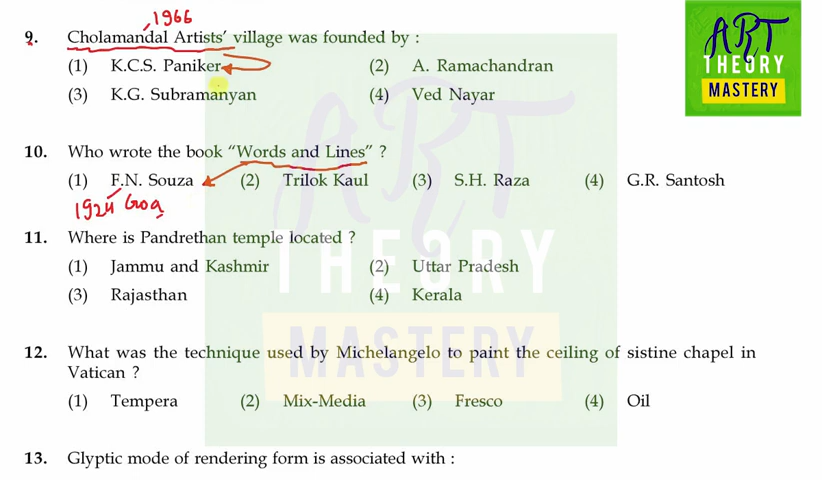 1966
9. Cholamandal Artists' village was founded by :
(1) K.C.S. Paniker (2) A. Ramachandran
(3) K.G. Subramanyan (4) Ved Nayar
ART
THEORY
MASTERY
10. Who wrote the book "Words and Lines" ?
(1) F.N. Souza (2) Trilok Kaul (3) S.H. Raza (4) G.R. Santosh
1924 Goa
11. Where is Pandrethan temple located ?
(1) Jammu and Kashmir (2) Uttar Pradesh
(3) Rajasthan (4) Kerala
ART
THEORY
MASTERY
12. What was the technique used by Michelangelo to paint the ceiling of sistine chapel in
Vatican ?
(1) Tempera (2) Mix-Media (3) Fresco (4) Oil
13. Glyptic mode of rendering form is associated with :